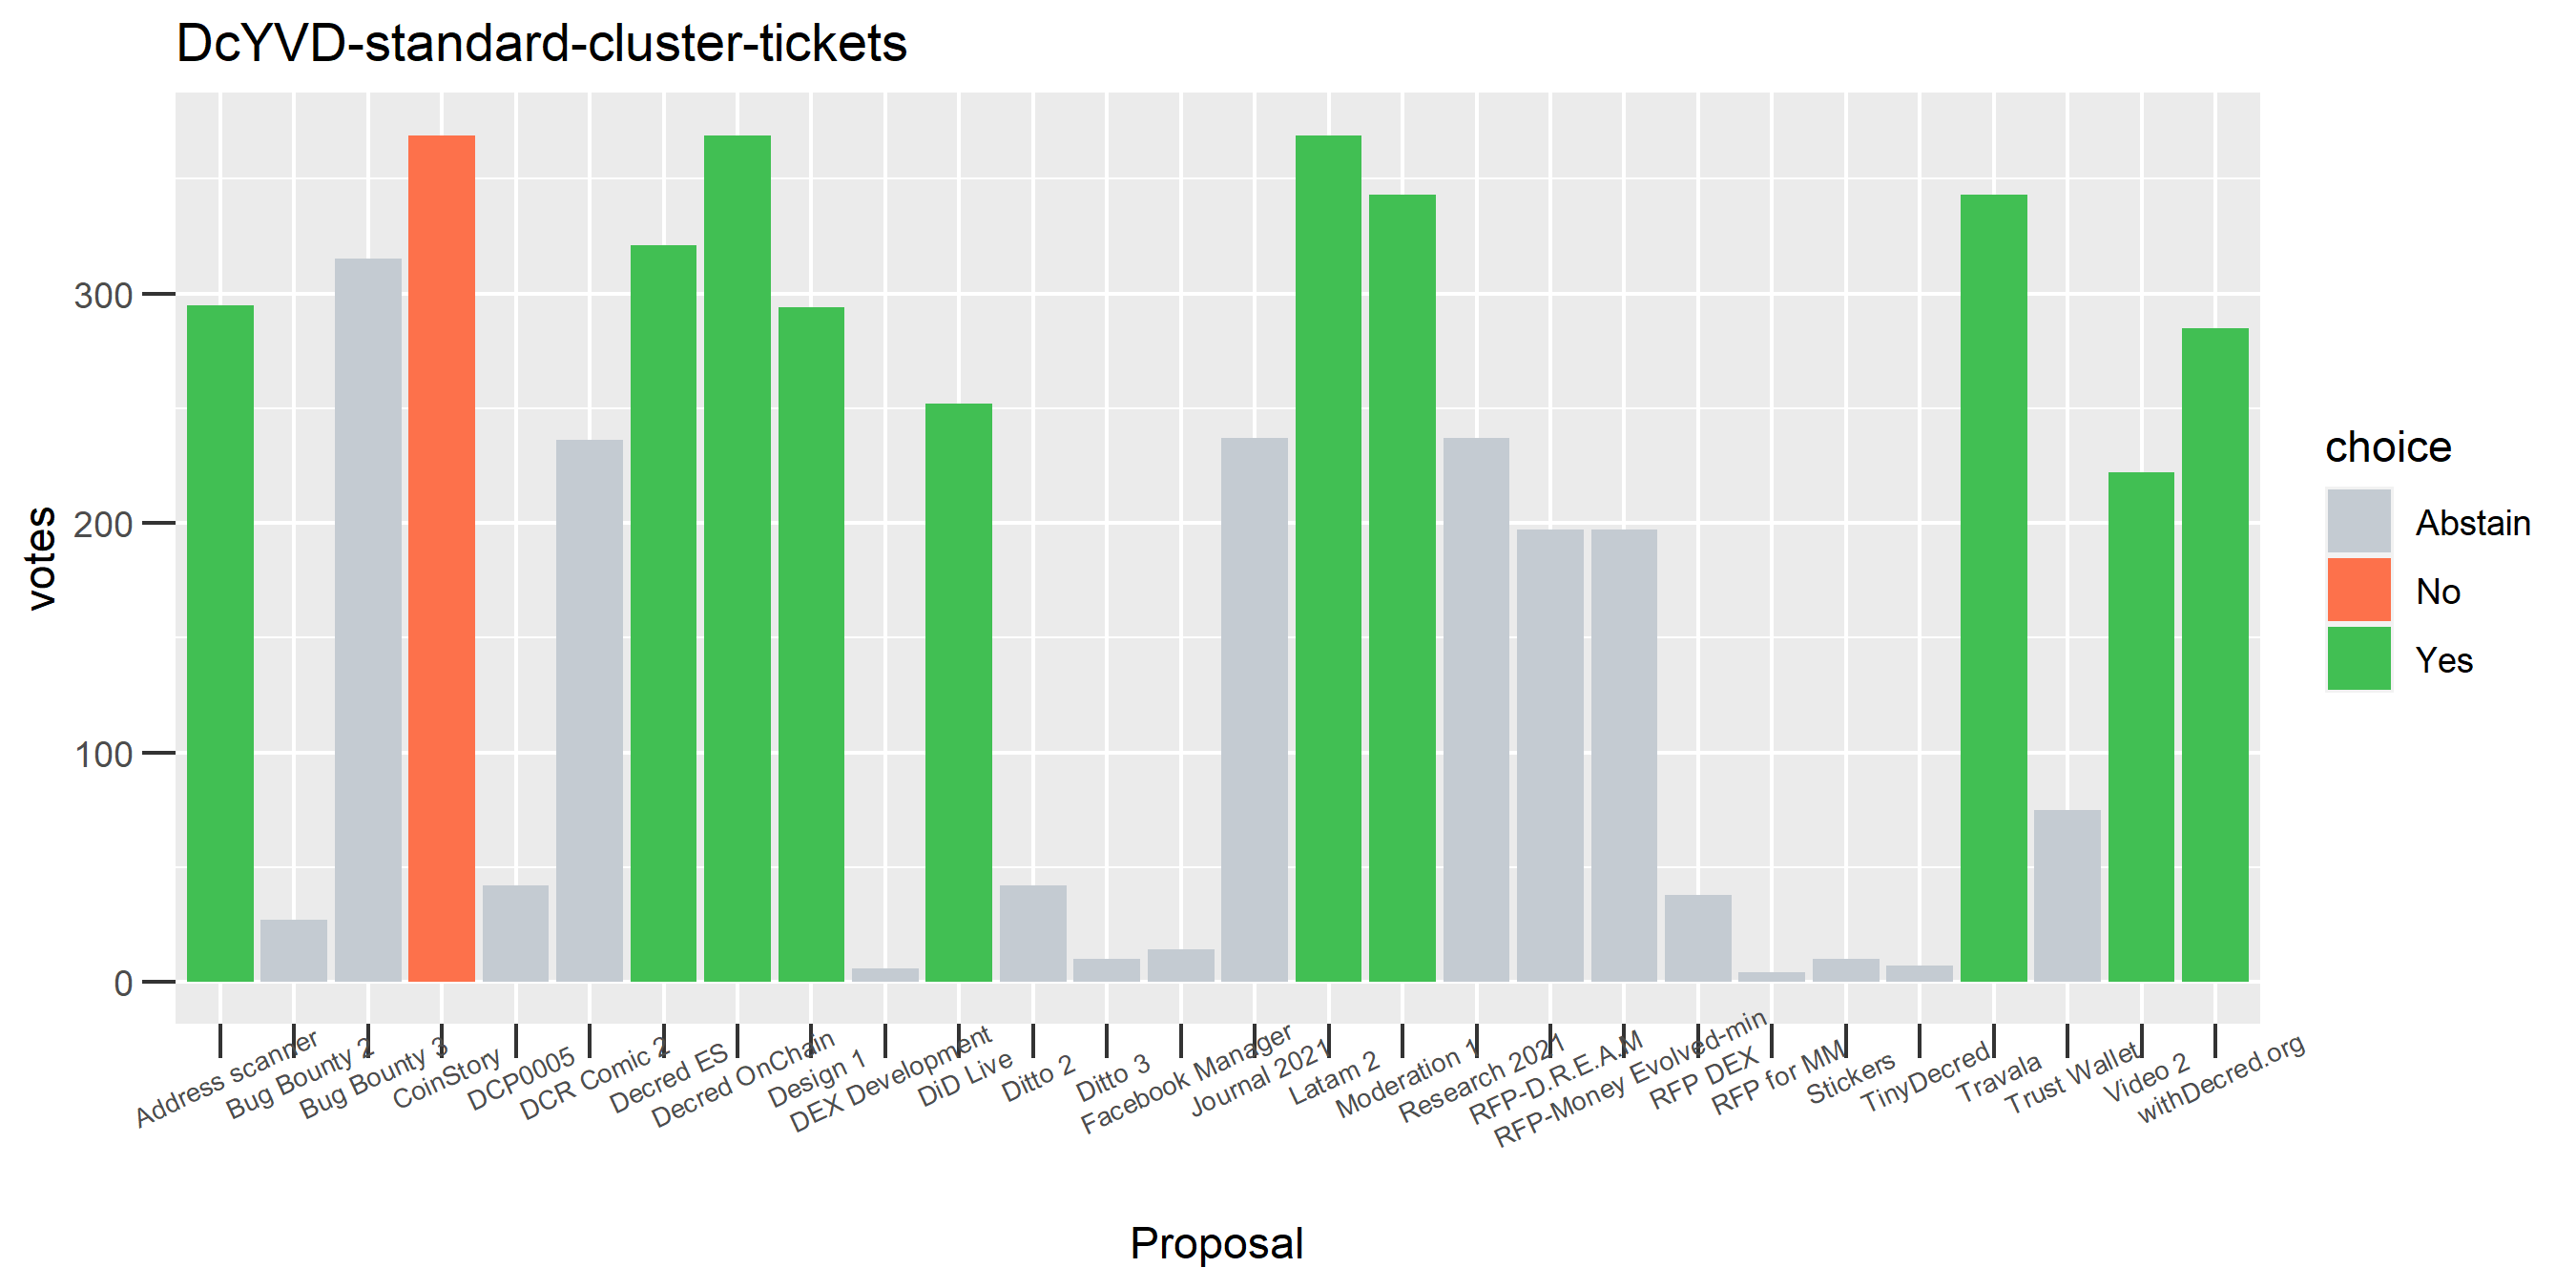 DcYVD-standard-cluster-tickets
votes
300
200
100
0
Address scanner
Bug Bounty 2
Bug Bounty 3
CoinStory
DCP0005
DCR Comic 2
Decred ES
Decred OnChain
Design 1
DEX Development
DiD Live
Ditto 2
Ditto 3
Facebook Manager
Journal 2021
Latam 2
Moderation 1
Research 2021
RFP-D.R.E.A.M
RFP-Money Evolved-min
RFP DEX
RFP for MM
Stickers
TinyDecred
Travala
Trust Wallet
Video 2
withDecred.org
Proposal
choice
Abstain
No
Yes